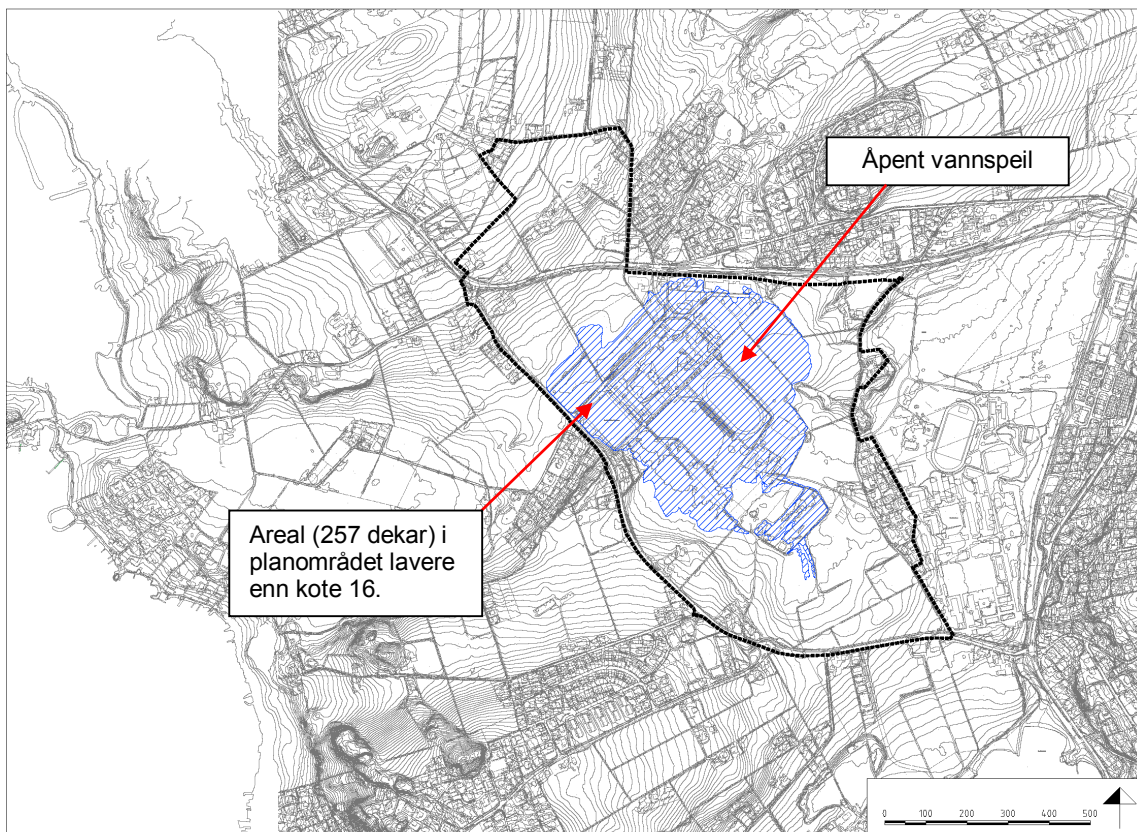 Åpent vannspeil
Areal (257 dekar) i
planområdet lavere
enn kote 16.
0 100 200 300 400 500